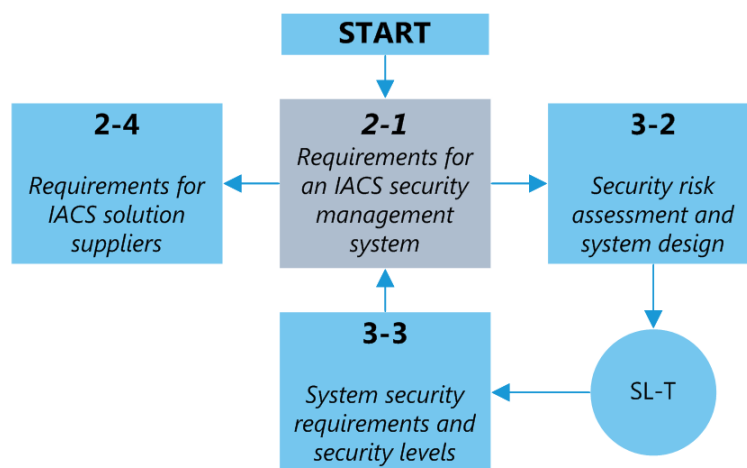 START
2-4
Requirements for
IACS solution
suppliers
2-1
Requirements for
an IACS security
management
system
3-2
Security risk
assessment and
system design
3-3
System security
requirements and
security levels
SL-T